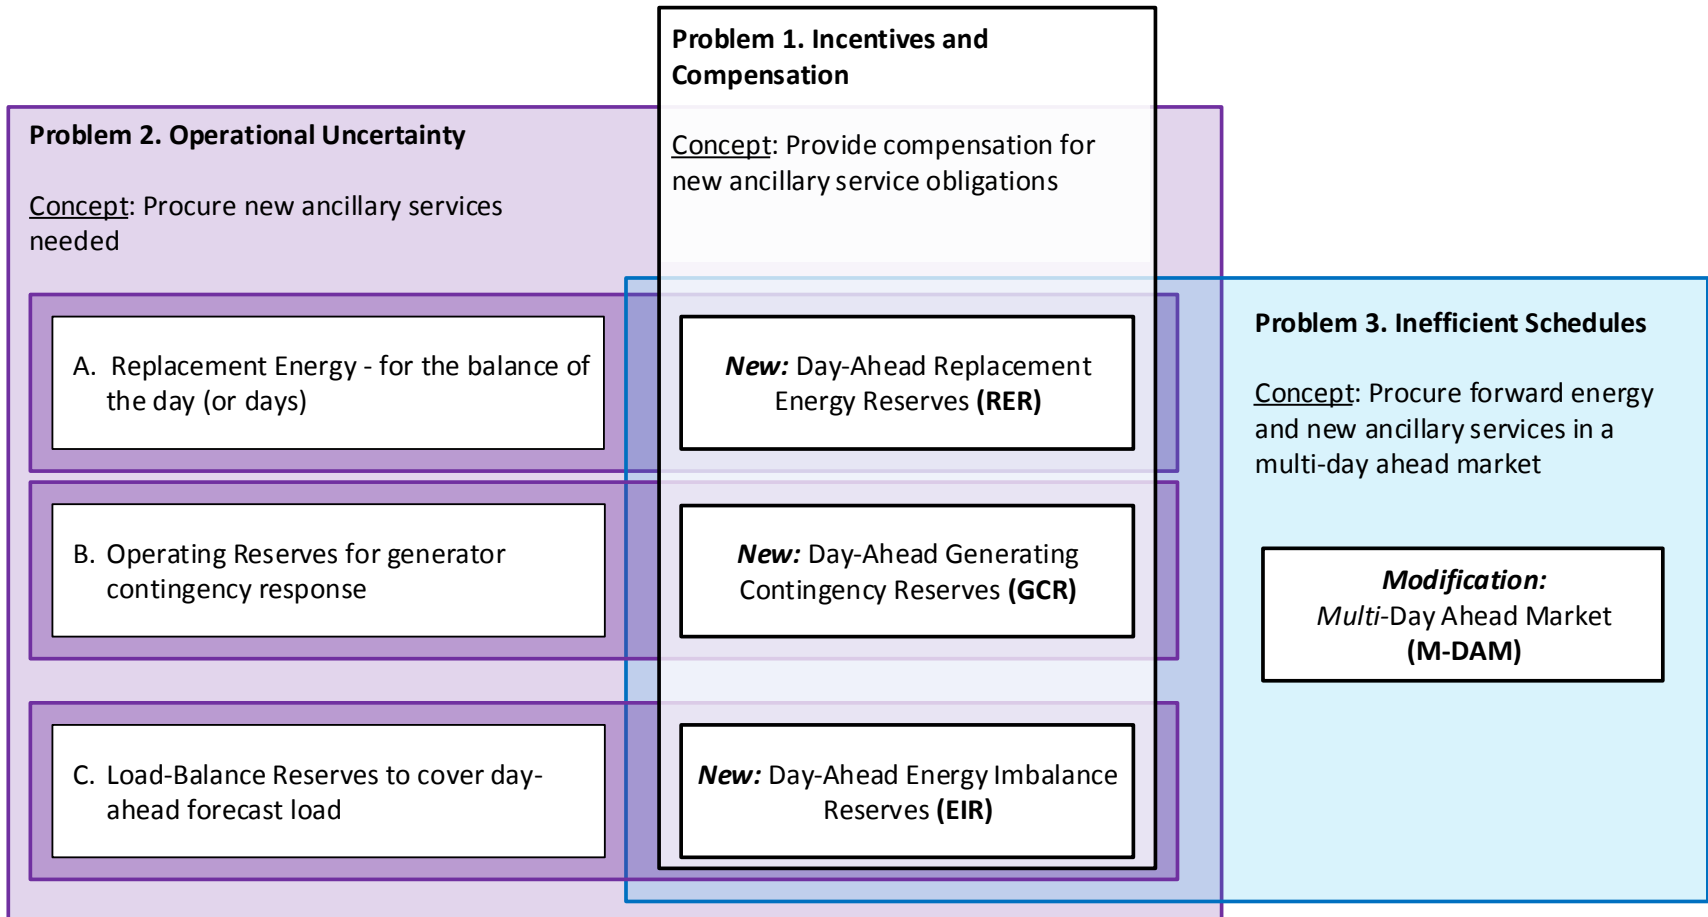 Problem 1. Incentives and
Compensation
Concept: Provide compensation for
new ancillary service obligations
Problem 2. Operational Uncertainty
Concept: Procure new ancillary services
needed
A. Replacement Energy - for the balance of
the day (or days)
New: Day-Ahead Replacement
Energy Reserves (RER)
B. Operating Reserves for generator
contingency response
New: Day-Ahead Generating
Contingency Reserves (GCR)
C. Load-Balance Reserves to cover day-
ahead forecast load
New: Day-Ahead Energy Imbalance
Reserves (EIR)
Problem 3. Inefficient Schedules
Concept: Procure forward energy
and new ancillary services in a
multi-day ahead market
Modification:
Multi-Day Ahead Market
(M-DAM)